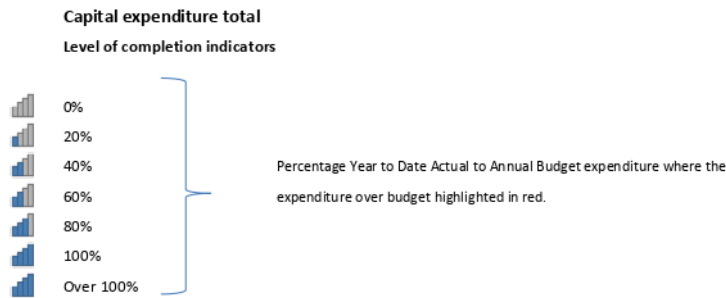 Capital expenditure total
Level of completion indicators
0%
20%
40%
60%
80%
100%
Over 100%
Percentage Year to Date Actual to Annual Budget expenditure where the
expenditure over budget highlighted in red.